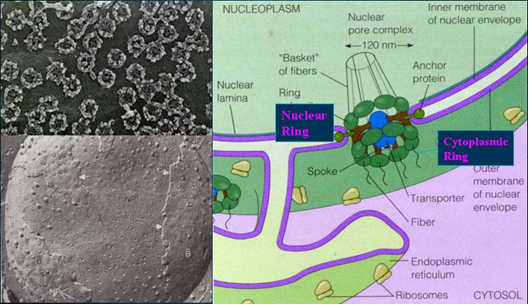 NUCLEOPLASM
Inner membrane
of nuclear envelope
Nuclear
pore complex
120 nm
"Basket"
of fibers
Anchor
protein
Nuclear
lamina
Ring
Nuclear
Ring
Cytoplasmic
Ring
Spoke
Outer
membrane
of nuclear
envelope
Transporter
Fiber
Endoplasmic
reticulum
Ribosomes
CYTOSOL
B
B